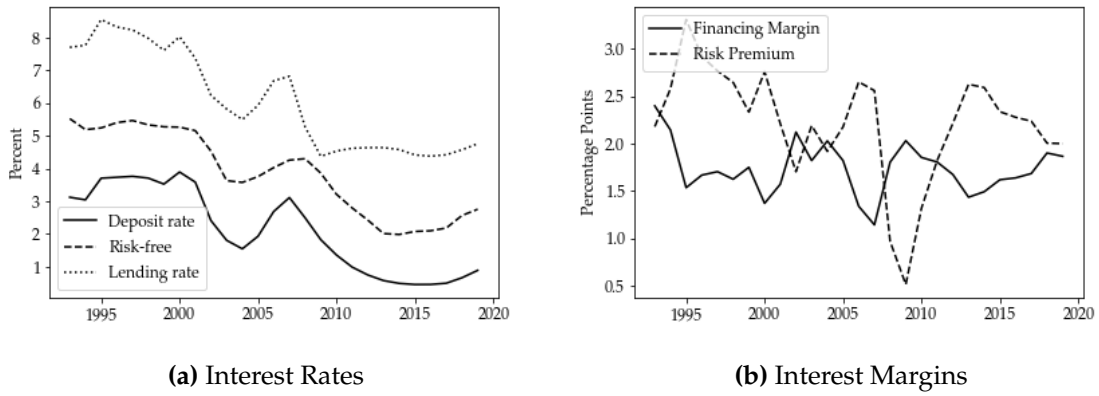 8
7
6
5
4
3
2
1
Percent
Deposit rate
Risk-free
Lending rate
1995 2000 2005 2010 2015 2020
(a) Interest Rates
Financing Margin
Risk Premium
3.0
2.5
2.0
1.5
1.0
0.5
Percentage Points
1995 2000 2005 2010 2015 2020
(b) Interest Margins